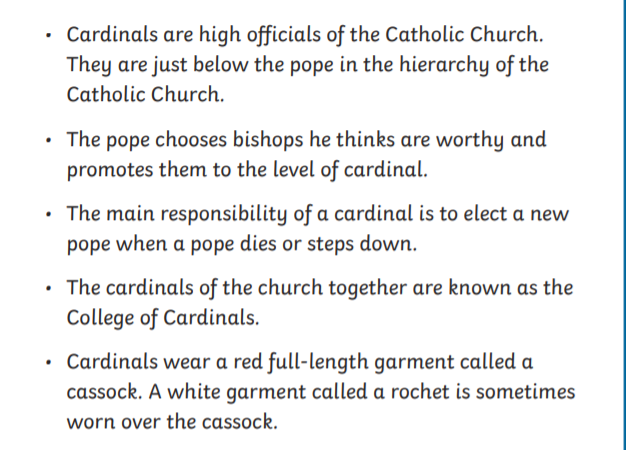 • Cardinals are high officials of the Catholic Church.
They are just below the pope in the hierarchy of the
Catholic Church.
• The pope chooses bishops he thinks are worthy and
promotes them to the level of cardinal.
• The main responsibility of a cardinal is to elect a new
pope when a pope dies or steps down.
• The cardinals of the church together are known as the
College of Cardinals.
• Cardinals wear a red full-length garment called a
cassock. A white garment called a rochet is sometimes
worn over the cassock.